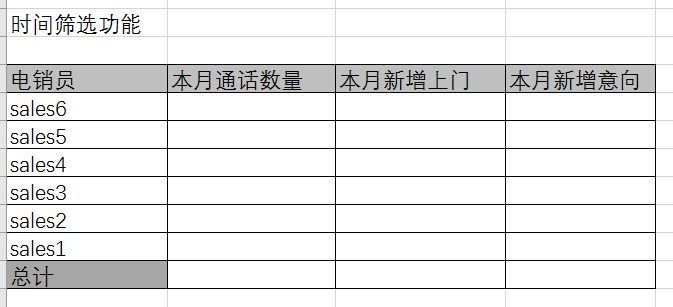 时间筛选功能
电销员 本月通话数量 本月新增上门 本月新增意向
sales6
sales5
sales4
sales3
sales2
sales1
总计